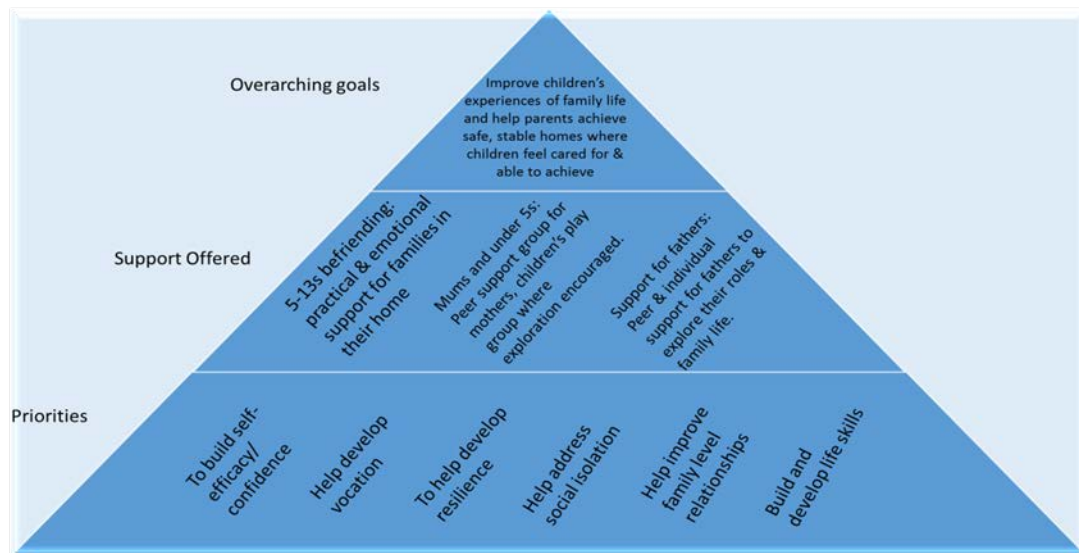 Overarching goals
Improve children's
experiences of family life
and help parents achieve
safe, stable homes where
children feel cared for &
able to achieve
Support Offered
5-13s befriending:
practical & emotional
support for families in
their home
Mums and under 5s:
Peer support group for
mothers, children's play
group where
exploration encouraged.
Support for fathers:
Peer & individual
support for fathers to
explore their roles &
family life.
Priorities
To build self-
efficacy/
confidence
Help develop
vocation
To help develop
resilience
Help address
social isolation
Help improve
family level
relationships
Build and
develop life skills